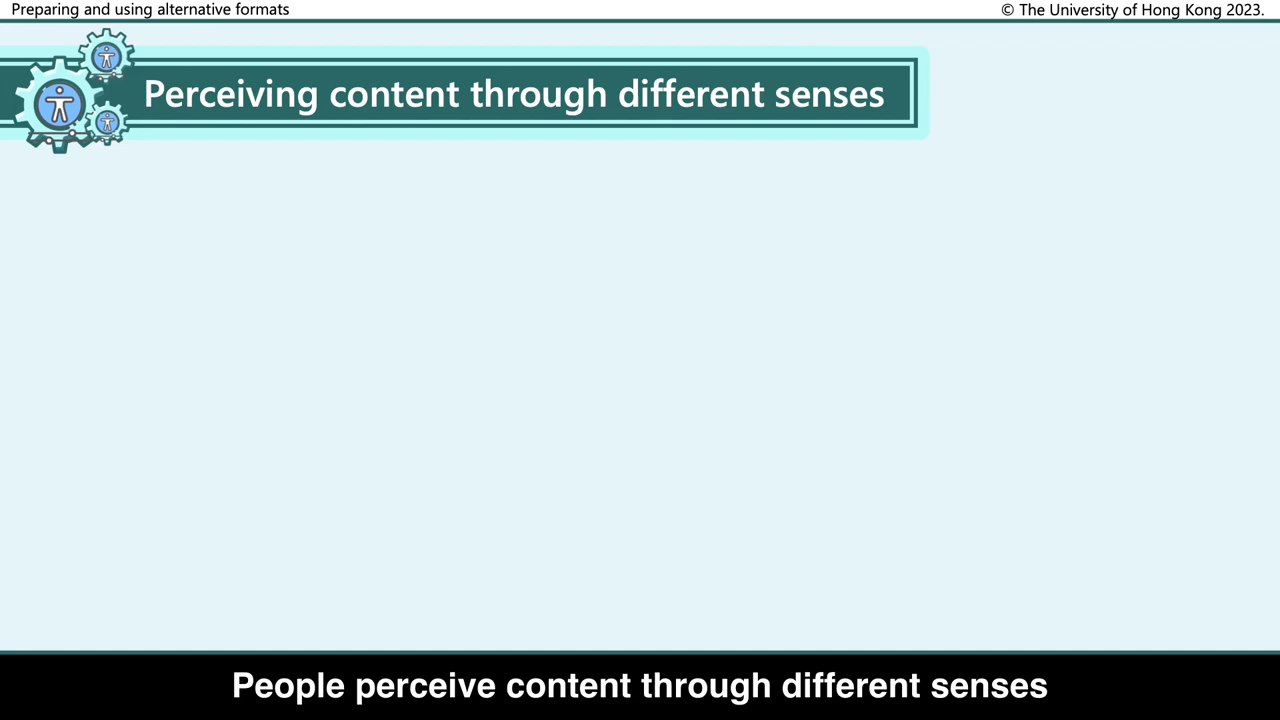 Preparing and using alternative formats
© The University of Hong Kong 2023.
Perceiving content through different senses
People perceive content through different senses